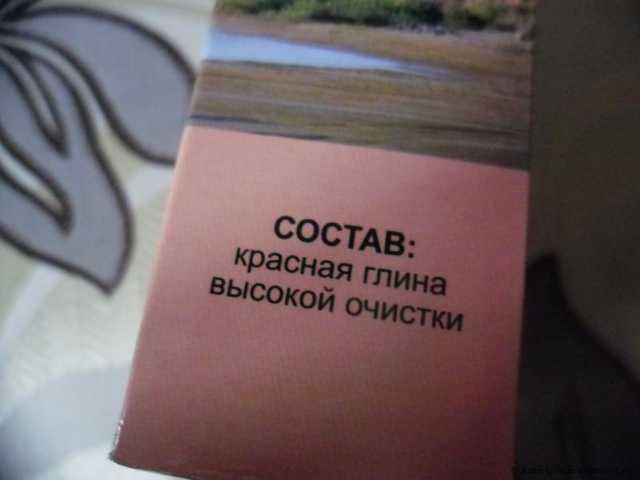 СОСТАВ:
красная глина
высокой очистки